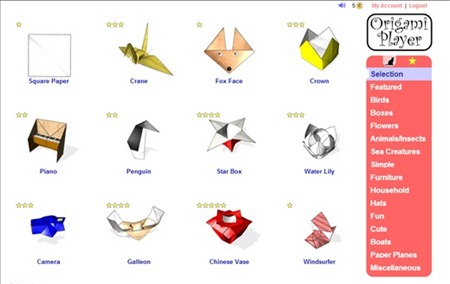 5 C My Account | Logout
Origami
Player
Square Paper
Crane
Fox Face
Crown
Piano
Penguin
Star Box
Water Lily
Camera
Galleon
Chinese Vase
Windsurfer
Selection
Featured
Birds
Boxes
Flowers
Animals/Insects
Sea Creatures
Simple
Furniture
Household
Hats
Fun
Cute
Boats
Paper Planes
Miscellaneous